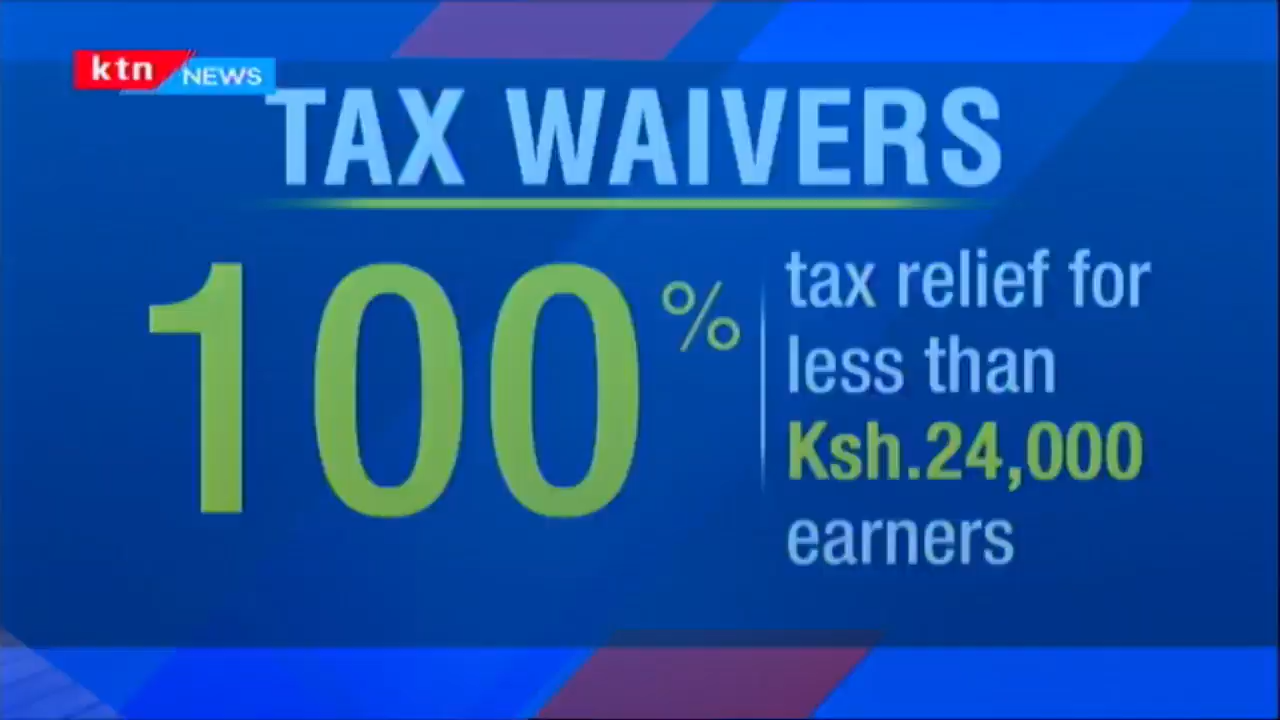 ktn NEWS
TAX WAIVERS
100%
tax relief for
less than
Ksh.24,000
earners